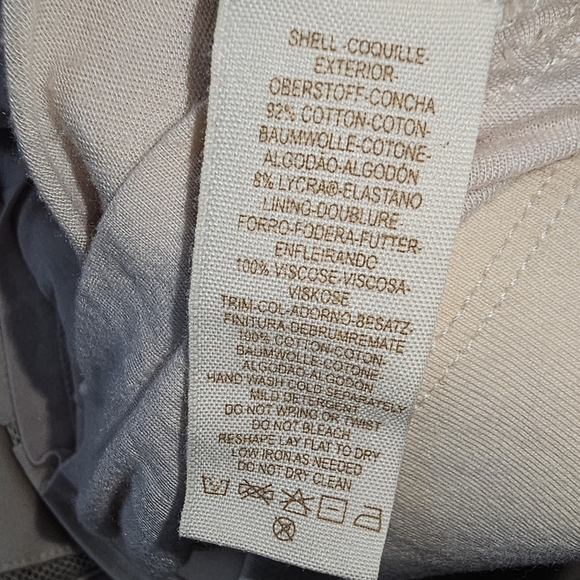 SHELL-COQUILLE-
EXTERIOR-
OBERSTOFF-CONCHA
92% COTTON-COTON-
BAUMWOLLE-COTONE-
ALGODAO-ALGODÓN
8% LYCRA®-ELASTANO
LINING-DOUBLURE
FORRO-FODERA-FUTTER-
ENFLEIRANDO
100% VISCOSE-VISCOSA-
VISKOSE
TRIM-COL-ADORNO-BESATZ-
FINITURA-DEBRUMREMATE
100% COTTON-COTON
BAUMWOLLE-COTONE
ALGODAO-ALGODÓN
HAND WASH COLD SEPARATELY
MILD DETERGENT
DO NOT WRING OR TWIST
DO NOT BLEACH
RESHAPE LAY FLAT TO DRY
LOW IRON AS NEEDED
DO NOT DRY CLEAN